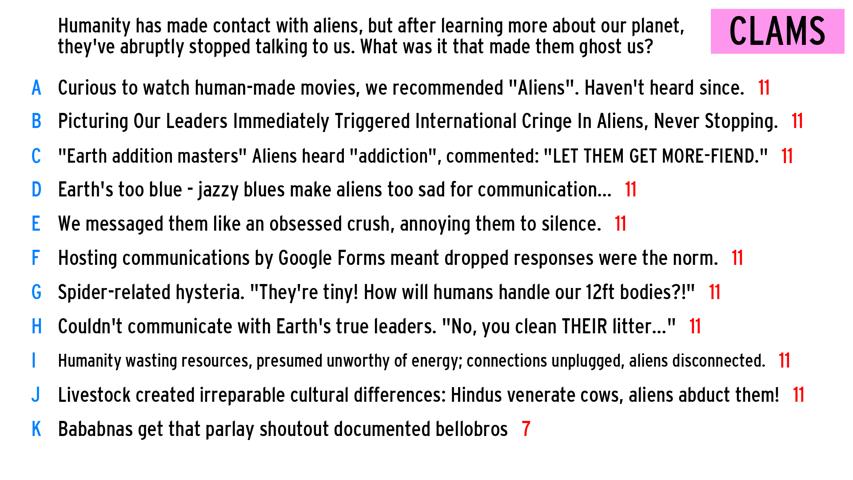 Humanity has made contact with aliens, but after learning more about our planet,
they've abruptly stopped talking to us. What was it that made them ghost us?
CLAMS
A Curious to watch human-made movies, we recommended "Aliens". Haven't heard since. 11
B Picturing Our Leaders Immediately Triggered International Cringe In Aliens, Never Stopping. 11
C "Earth addition masters" Aliens heard "addiction", commented: "LET THEM GET MORE-FIEND." 11
D Earth's too blue - jazzy blues make aliens too sad for communication... 11
E We messaged them like an obsessed crush, annoying them to silence. 11
F Hosting communications by Google Forms meant dropped responses were the norm. 11
G Spider-related hysteria. "They're tiny! How will humans handle our 12ft bodies?!" 11
H Couldn't communicate with Earth's true leaders. "No, you clean THEIR litter..." 11
I Humanity wasting resources, presumed unworthy of energy; connections unplugged, aliens disconnected. 11
J Livestock created irreparable cultural differences: Hindus venerate cows, aliens abduct them! 11
K Bababnas get that parlay shoutout documented bellobros 7